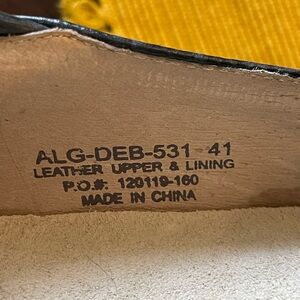 ALG-DEB-531 41
LEATHER UPPER & LINING
P.O.#: 120119-160
MADE IN CHINA